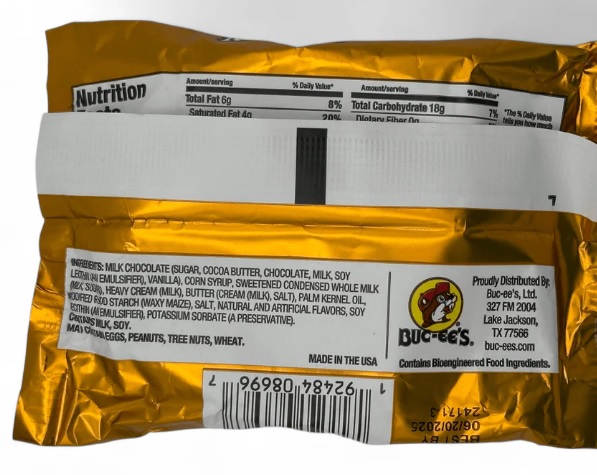 Nutrition
Amount/serving % Daily Value*
Total Fat 6g 8%
Saturated Fat 4g 20%
Amount/serving % Daily Value*
Total Carbohydrate 18g 7%
Dietary Fiber 0g
*The % Daily Value
tells you how much
INGREDIENTS: MILK CHOCOLATE (SUGAR, COCOA BUTTER, CHOCOLATE, MILK, SOY
LECITHIN (AN EMULSIFIER), VANILLA), CORN SYRUP, SWEETENED CONDENSED WHOLE MILK
(MILK, SUGAR), HEAVY CREAM (MILK), BUTTER (CREAM (MILK), SALT), PALM KERNEL OIL,
MODIFIED FOOD STARCH (WAXY MAIZE), SALT, NATURAL AND ARTIFICIAL FLAVORS, SOY
LECITHIN (AN EMULSIFIER), POTASSIUM SORBATE (A PRESERVATIVE).
CONTAINS MILK, SOY.
MAY CONTAIN EGGS, PEANUTS, TREE NUTS, WHEAT.
MADE IN THE USA
BUC-EE'S.
Proudly Distributed By:
Buc-ee's, Ltd.
327 FM 2004
Lake Jackson,
TX 77566
buc-ees.com
Contains Bioengineered Food Ingredients.
1 92484 08696 7
BEST BY
06/20/2025
24171-3